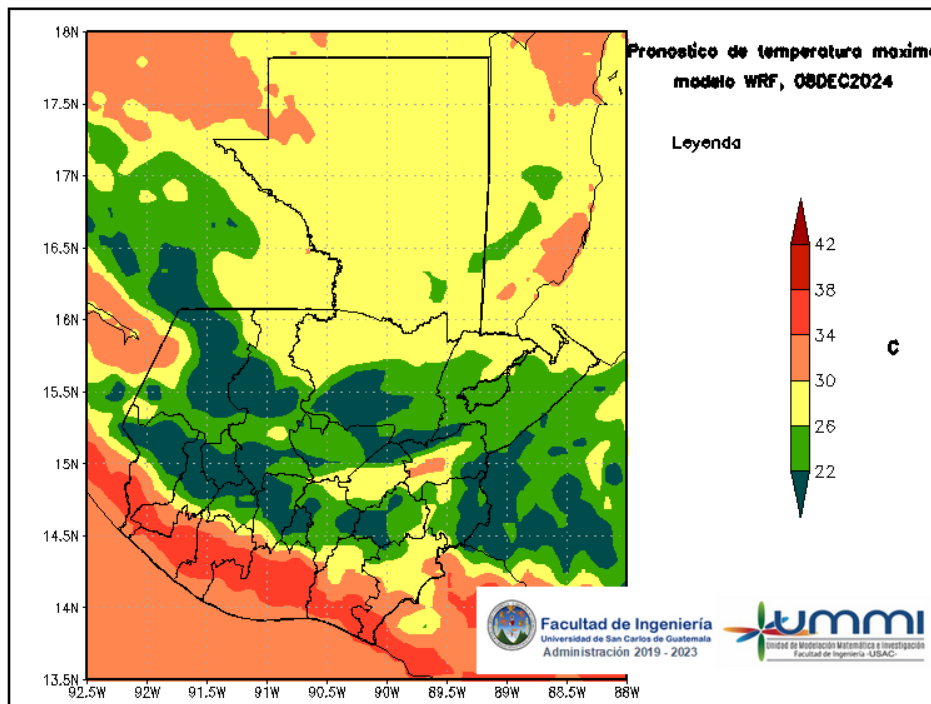 Pronostico de temperatura maxima
modelo WRF, 08DEC2024
Leyenda
42
38
34
30
26
22
C
18N
17.5N
17N
16.5N
16N
15.5N
15N
14.5N
14N
13.5N
92.5W
92W
91.5W
91W
90.5W
90W
89.5W
89W
88.5W
88W
Facultad de Ingeniería
Universidad de San Carlos de Guatemala
Administración 2019 - 2023
UMMI
Unidad de Modelación Matemática e Investigación
Facultad de Ingeniería -USAC-